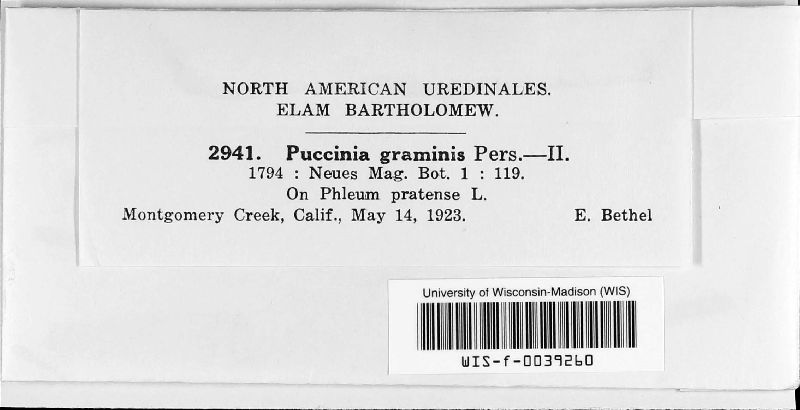 NORTH AMERICAN UREDINALES.
ELAM BARTHOLOMEW.
2941. Puccinia graminis Pers.—II.
1794 : Neues Mag. Bot. 1 : 119.
On Phleum pratense L.
Montgomery Creek, Calif., May 14, 1923. E. Bethel
University of Wisconsin-Madison (WIS)
WIS-f-0039260